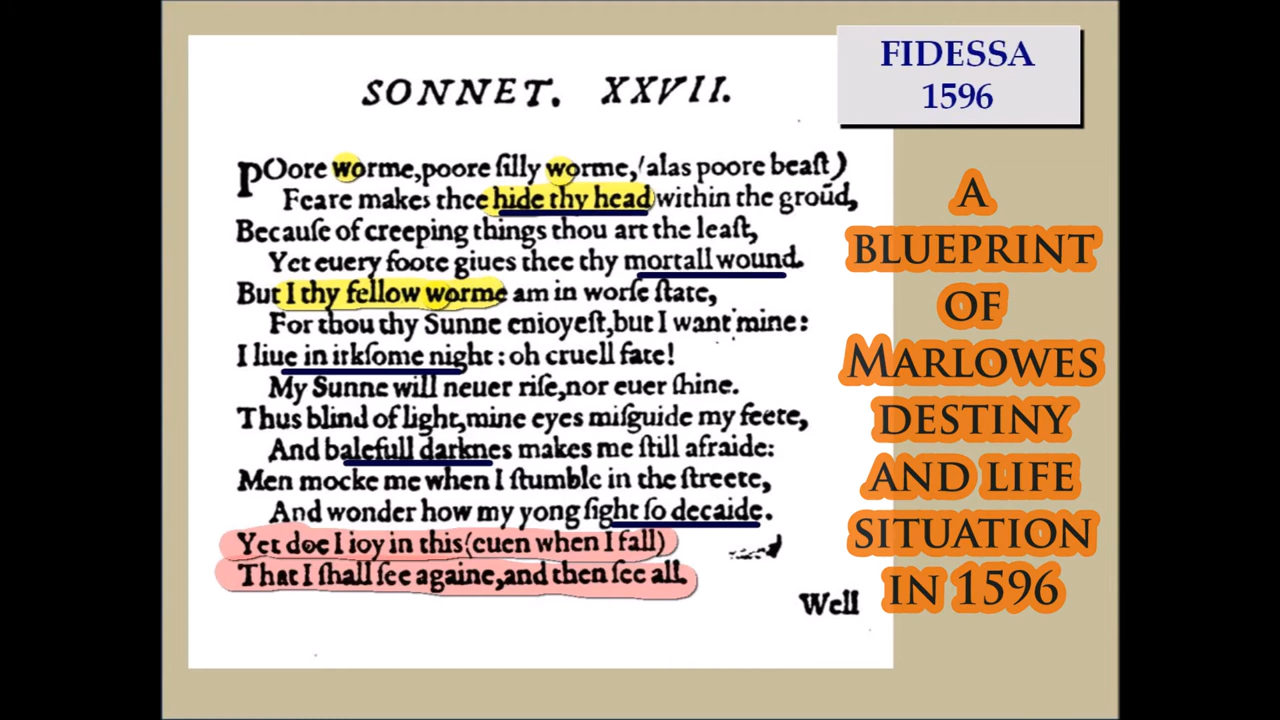 SONNET. XXVII.
POore worme, poore ſilly worme, (alas poore beaſt)
Feare makes thee hide thy head within the groūd,
Becauſe of creeping things thou art the leaſt,
Yet euery foote giues thee thy mortall wound.
But I thy fellow worme am in worſe ſtate,
For thou thy Sunne enioyeſt, but I want mine:
I liue in irkſome night: oh cruell fate!
My Sunne will neuer riſe, nor euer ſhine.
Thus blind of light, mine eyes miſguide my feete,
And balefull darknes makes me ſtill afraide:
Men mocke me when I ſtumble in the ſtreete,
And wonder how my yong ſight ſo decaide.
Yet doe I ioy in this (euen when I fall)
That I ſhall ſee againe, and then ſee all.
Well
FIDESSA
1596
A
BLUEPRINT
OF
MARLOWES
DESTINY
AND LIFE
SITUATION
IN 1596